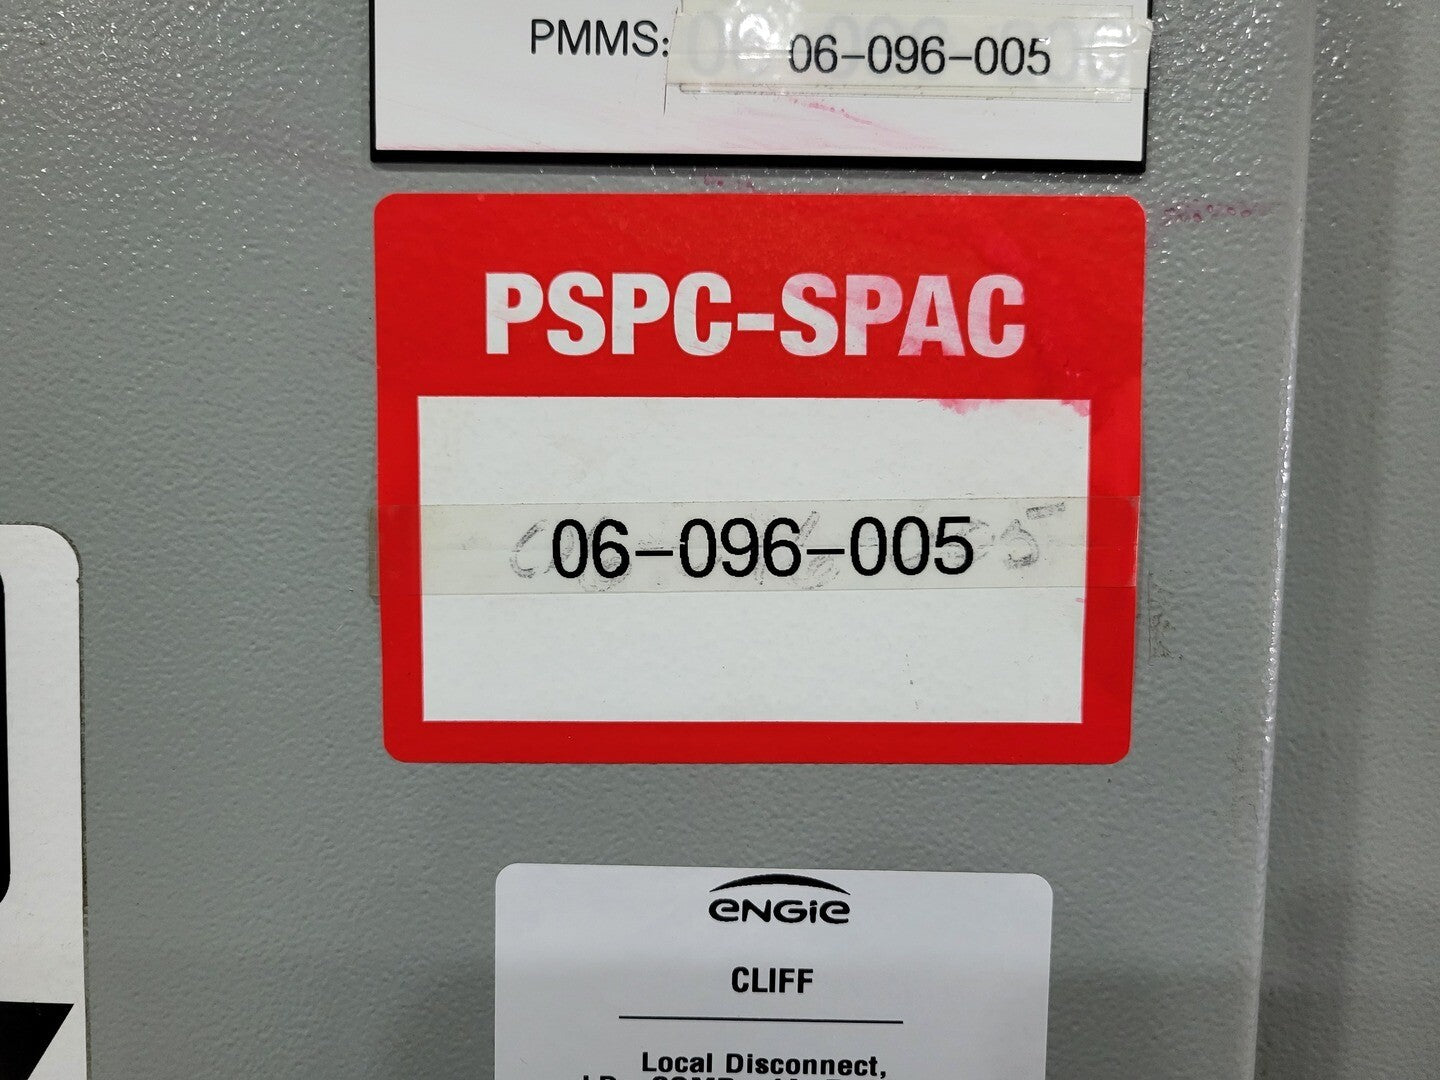 PMMS: 06-096-005
PSPC-SPAC
06-096-005
ENGIE
CLIFF
Local Disconnect,